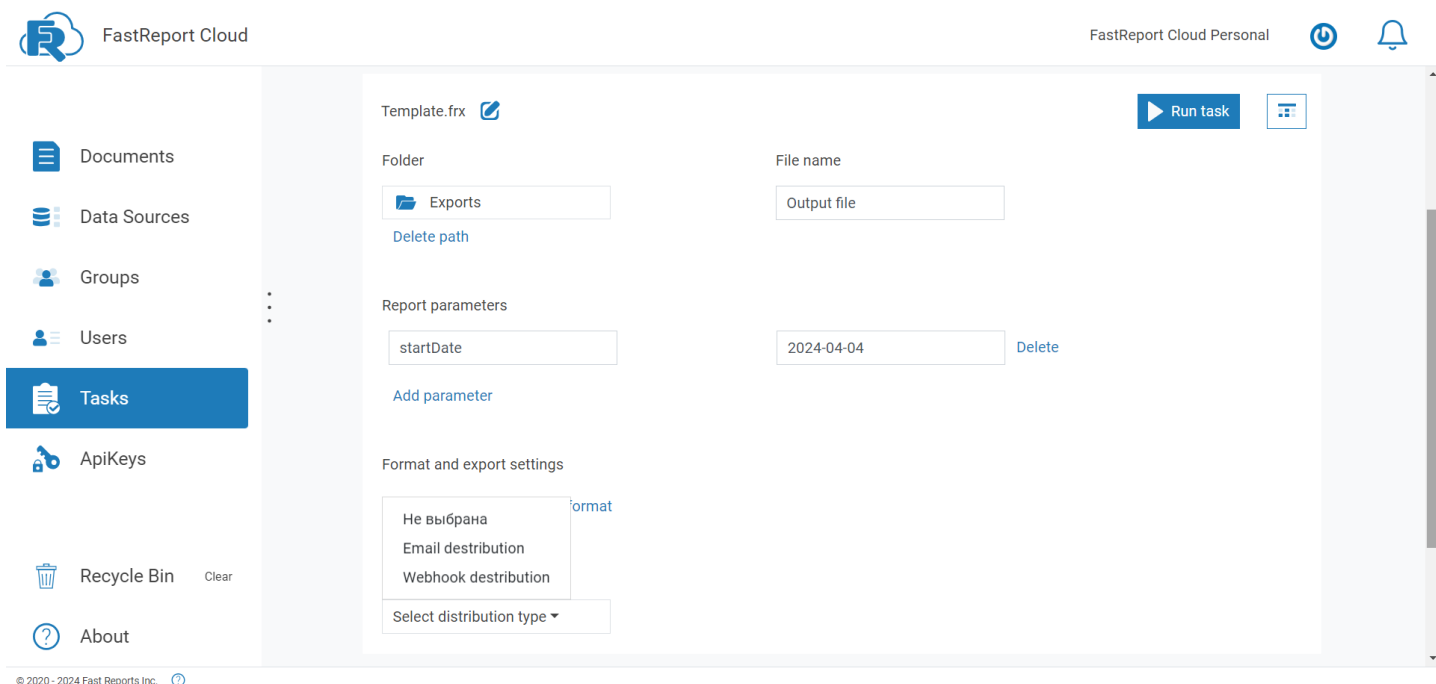 FastReport Cloud
FastReport Cloud Personal
Template.frx
Run task
Documents
Folder
File name
Exports
Output file
Data Sources
Delete path
Groups
Report parameters
Users
startDate
2024-04-04
Delete
Tasks
Add parameter
ApiKeys
Format and export settings
format
Не выбрана
Email destribution
Webhook destribution
Recycle Bin
Clear
Select distribution type
About
© 2020 - 2024 Fast Reports Inc.